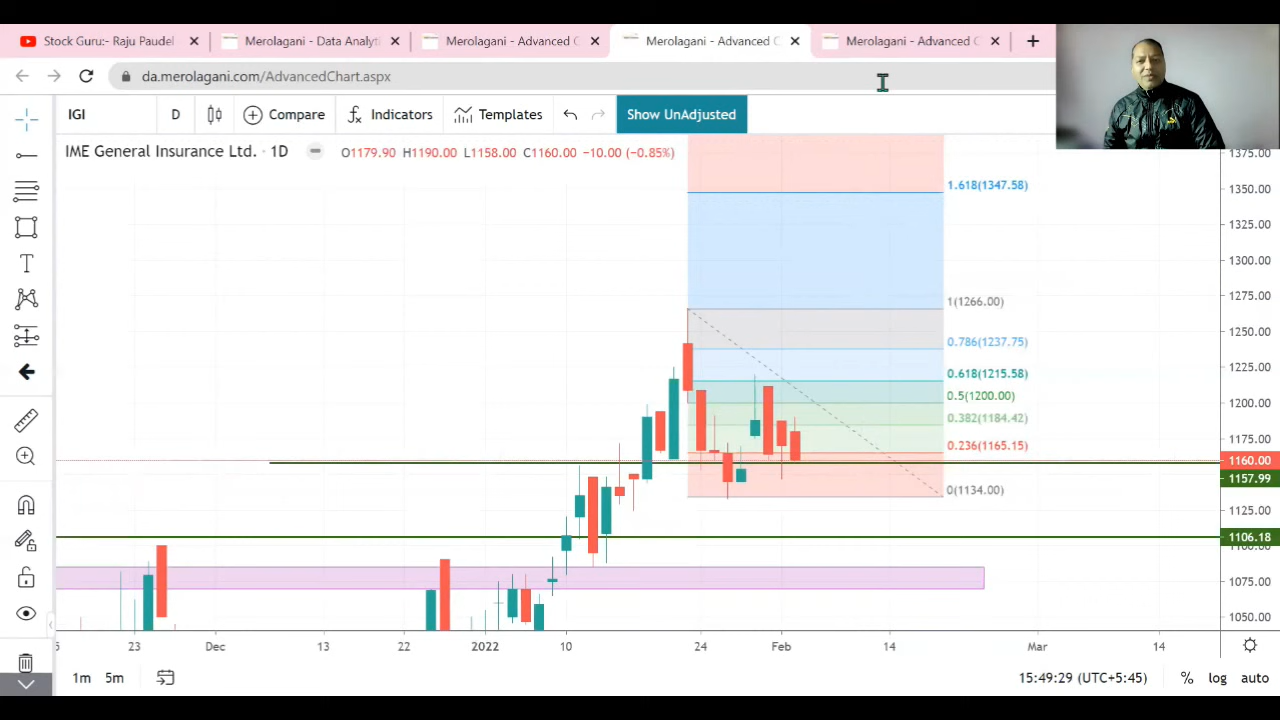 Stock Guru:- Raju Paudel
Merolagani - Data Analyti
Merolagani - Advanced C
Merolagani - Advanced C
Merolagani - Advanced C
da.merolagani.com/AdvancedChart.aspx
IGI
D
Compare
Indicators
Templates
Show UnAdjusted
IME General Insurance Ltd. · 1D
O1179.90 H1190.00 L1158.00 C1160.00 −10.00 (−0.85%)
1375.00
1.618(1347.58)
1350.00
1325.00
1300.00
1(1266.00)
1275.00
1250.00
0.786(1237.75)
1225.00
0.618(1215.58)
0.5(1200.00)
1200.00
0.382(1184.42)
1175.00
0.236(1165.15)
1160.00
1157.99
0(1134.00)
1125.00
1106.18
1100.00
1075.00
1050.00
23
Dec
13
22
2022
10
24
Feb
14
Mar
14
1m
5m
15:49:29 (UTC+5:45)
%
log
auto